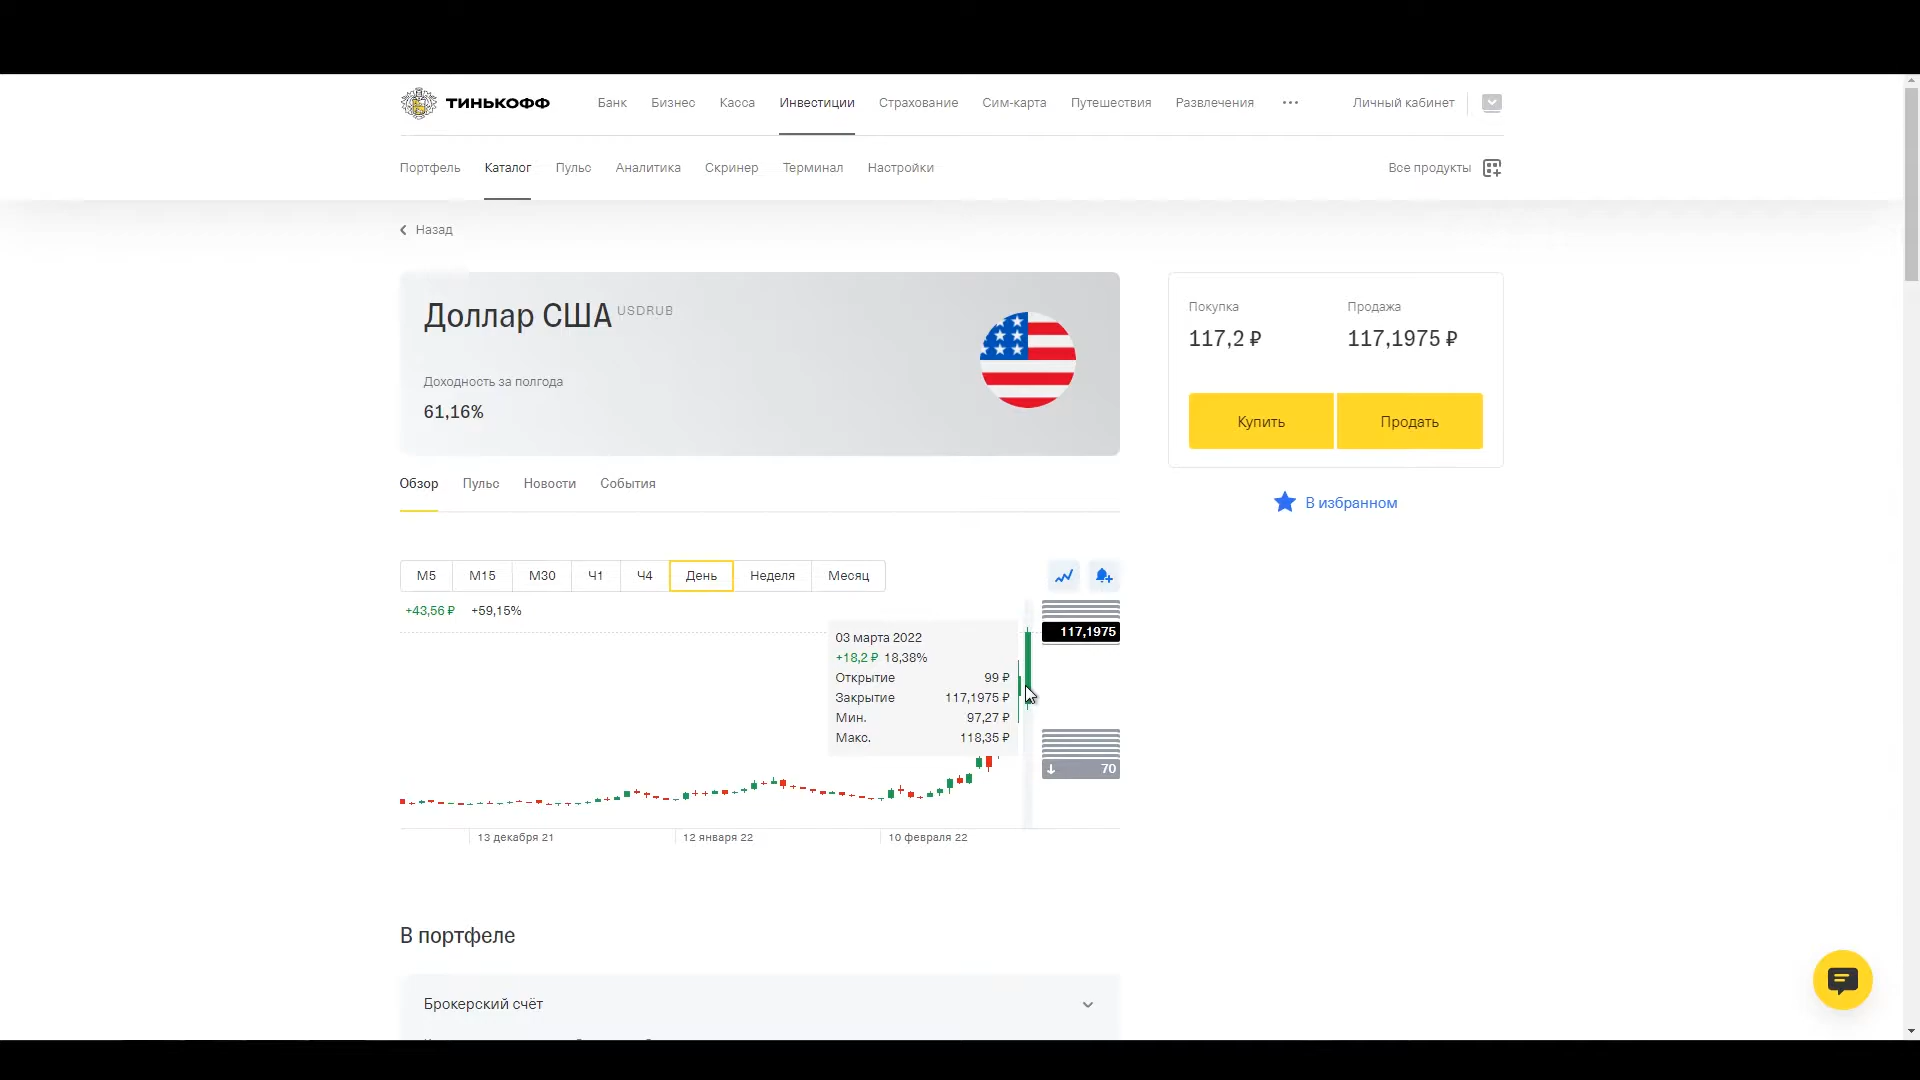 ТИНЬКОФФ
Банк Бизнес Касса Инвестиции Страхование Сим-карта Путешествия Развлечения ••• Личный кабинет
Портфель Каталог Пульс Аналитика Скринер Терминал Настройки Все продукты
Назад
Доллар США USDRUB
Доходность за полгода
61,16%
Покупка Продажа
117,2 ₽ 117,1975 ₽
Купить Продать
В избранном
Обзор Пульс Новости События
М5 М15 М30 Ч1 Ч4 День Неделя Месяц
+43,56 ₽ +59,15%
117,1975
03 марта 2022
+18,2 ₽ 18,38%
Открытие 99 ₽
Закрытие 117,1975 ₽
Мин. 97,27 ₽
Макс. 118,35 ₽
70
13 декабря 21 12 января 22 10 февраля 22
В портфеле
Брокерский счёт